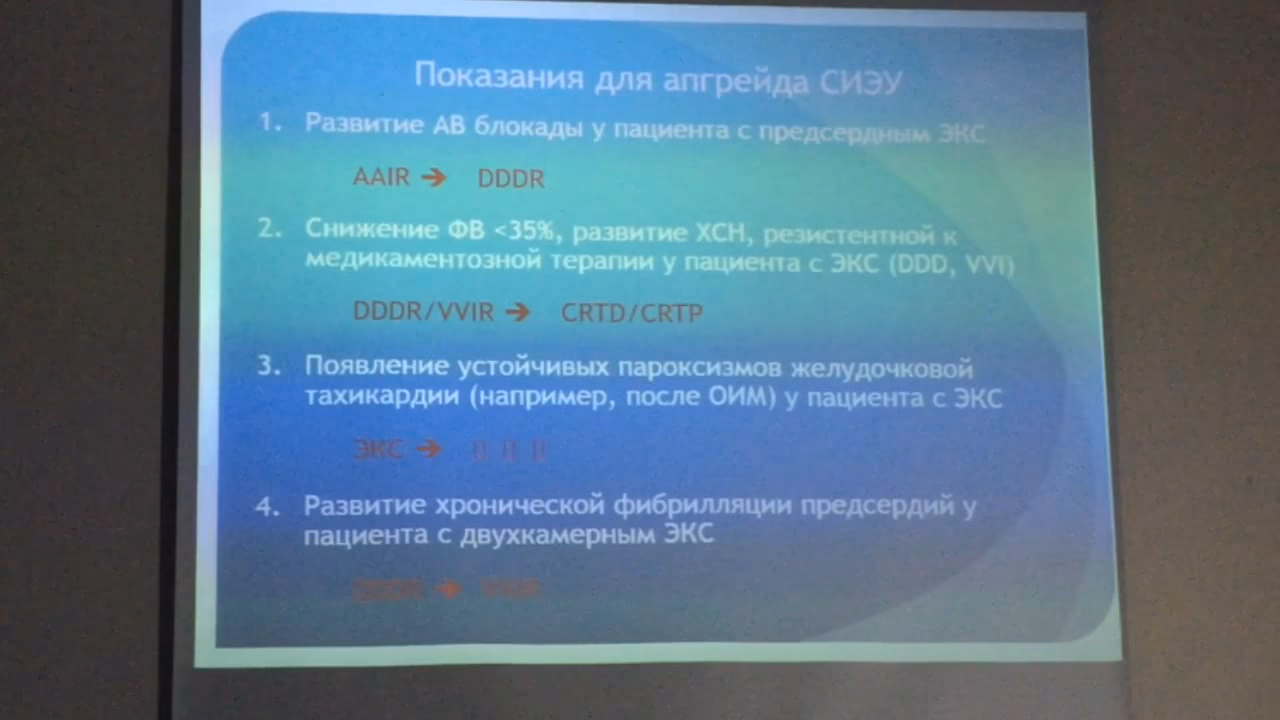 Показания для апгрейда СИЭУ
1. Развитие АВ блокады у пациента с предсердным ЭКС
AAIR ➔ DDDR
2. Снижение ФВ <35%, развитие ХСН, резистентной к
медикаментозной терапии у пациента с ЭКС (DDD, VVI)
DDDR/VVIR ➔ CRTD/CRTP
3. Появление устойчивых пароксизмов желудочковой
тахикардии (например, после ОИМ) у пациента с ЭКС
ЭКС ➔
4. Развитие хронической фибрилляции предсердий у
пациента с двухкамерным ЭКС
DDDR ➔ VVIR